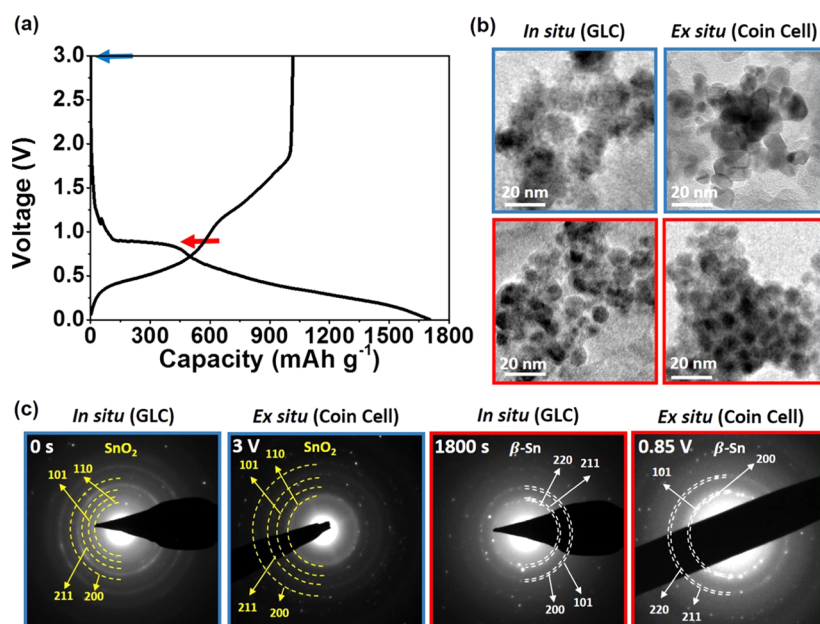 (a)
3.0
2.5
2.0
1.5
1.0
0.5
0.0
Voltage (V)
0 300 600 900 1200 1500 1800
Capacity (mAh g⁻¹)
(b)
In situ (GLC) Ex situ (Coin Cell)
20 nm 20 nm
20 nm 20 nm
(c)
In situ (GLC) Ex situ (Coin Cell) In situ (GLC) Ex situ (Coin Cell)
0 s
SnO₂
110
101
211
200
3 V
SnO₂
110
101
211
200
1800 s
β-Sn
220
211
200
101
0.85 V
β-Sn
200
101
220
211